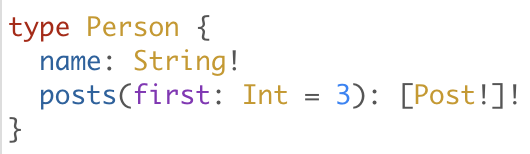 type Person {
  name: String!
  posts(first: Int = 3): [Post!]!
}